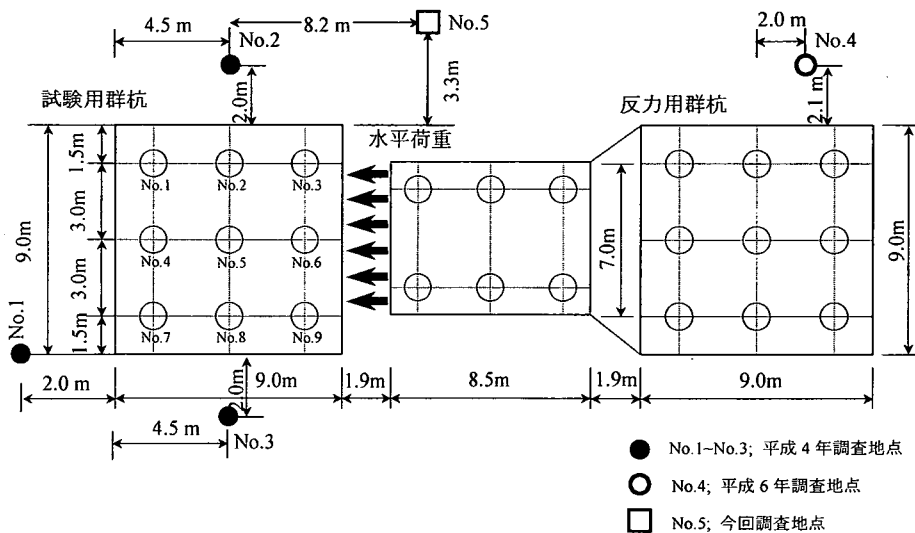 4.5 m
No.2
8.2 m
No.5
2.0 m
No.4
2.0m
3.3m
2.1 m
試験用群杭
反力用群杭
水平荷重
9.0m
1.5m
3.0m
3.0m
1.5m
No.1
No.2
No.3
No.4
No.5
No.6
No.7
No.8
No.9
7.0m
9.0m
No.1
2.0 m
9.0m
1.9m
8.5m
1.9m
9.0m
2.0m
4.5 m
No.3
No.1~No.3; 平成 4 年調査地点
No.4; 平成 6 年調査地点
No.5; 今回調査地点